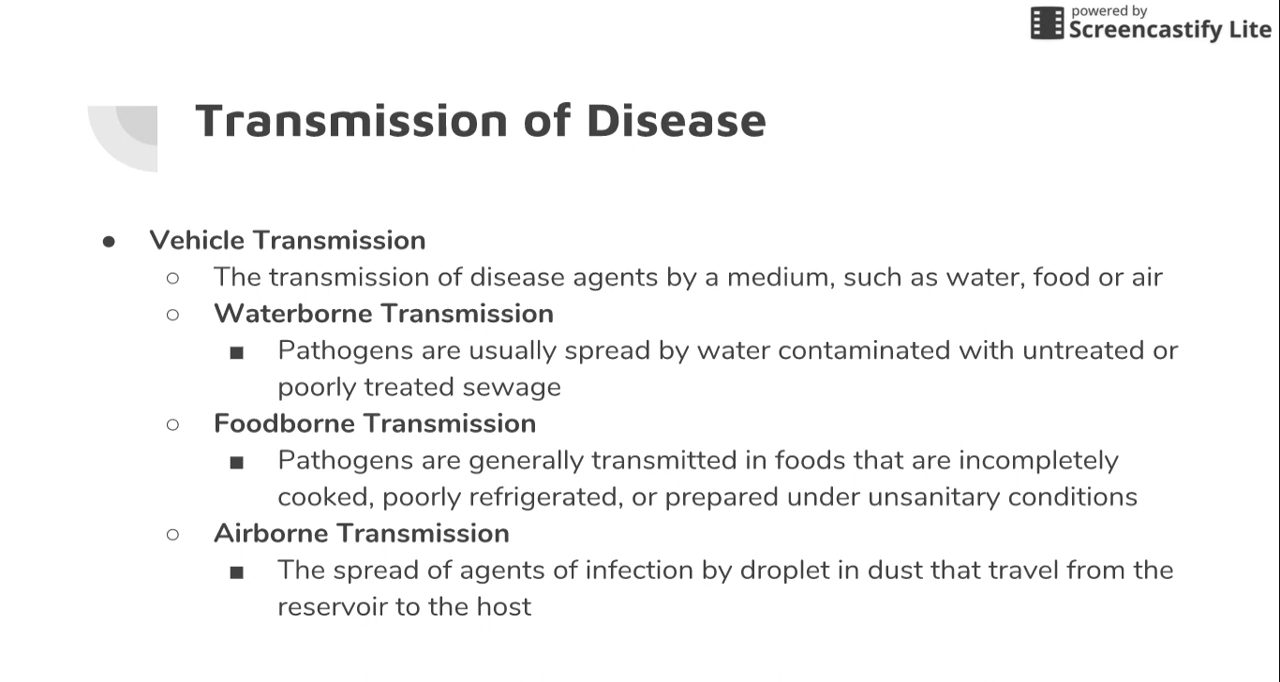 powered by
Screencastify Lite
Transmission of Disease
● Vehicle Transmission
○ The transmission of disease agents by a medium, such as water, food or air
○ Waterborne Transmission
■ Pathogens are usually spread by water contaminated with untreated or
poorly treated sewage
○ Foodborne Transmission
■ Pathogens are generally transmitted in foods that are incompletely
cooked, poorly refrigerated, or prepared under unsanitary conditions
○ Airborne Transmission
■ The spread of agents of infection by droplet in dust that travel from the
reservoir to the host